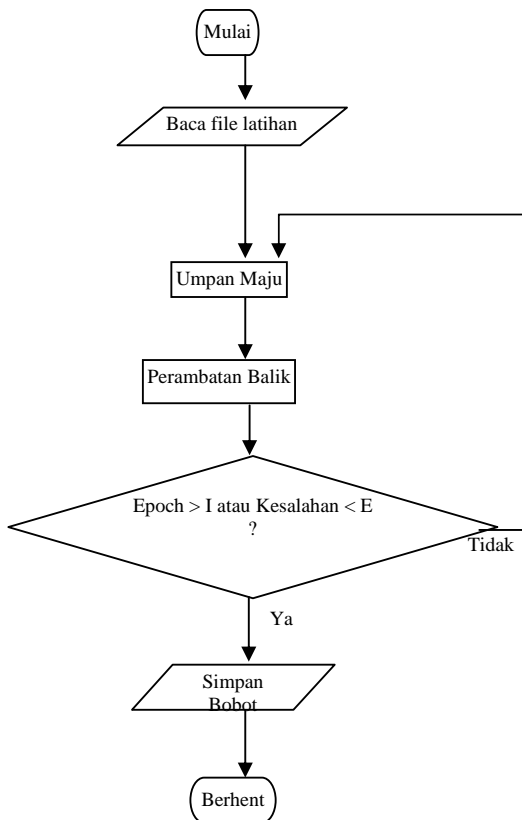 Mulai
Baca file latihan
Umpan Maju
Perambatan Balik
Epoch > I atau Kesalahan < E
?
Tidak
Ya
Simpan
Bobot
Berhent